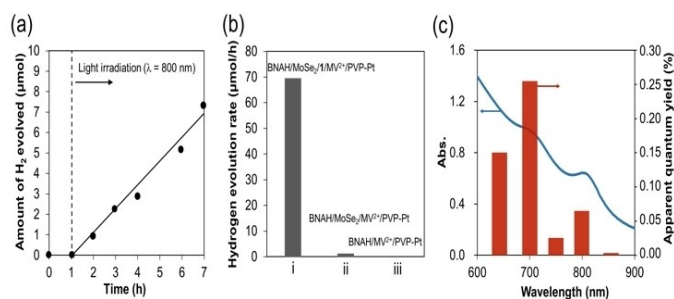 (a)
10
9
8
7
6
5
4
3
2
1
0
Amount of H₂ evolved (μmol)
Light irradiation (λ = 800 nm)
0 1 2 3 4 5 6 7
Time (h)
(b)
80
70
60
50
40
30
20
10
0
Hydrogen evolution rate (μmol/h)
BNAH/MoSe₂/1/MV²⁺/PVP-Pt
BNAH/MoSe₂/MV²⁺/PVP-Pt
BNAH/MV²⁺/PVP-Pt
i ii iii
(c)
1.6
1.2
0.8
0.4
0.0
Abs.
0.30
0.25
0.20
0.15
0.10
0.05
0.00
Apparent quantum yield (%)
600 700 800 900
Wavelength (nm)